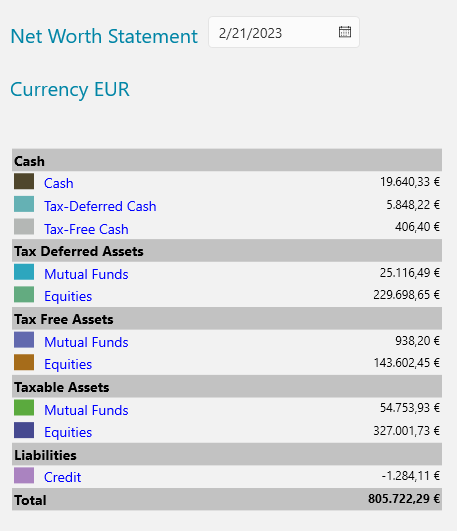 Net Worth Statement 2/21/2023
Currency EUR
Cash
Cash 19.640,33 €
Tax-Deferred Cash 5.848,22 €
Tax-Free Cash 406,40 €
Tax Deferred Assets
Mutual Funds 25.116,49 €
Equities 229.698,65 €
Tax Free Assets
Mutual Funds 938,20 €
Equities 143.602,45 €
Taxable Assets
Mutual Funds 54.753,93 €
Equities 327.001,73 €
Liabilities
Credit -1.284,11 €
Total 805.722,29 €